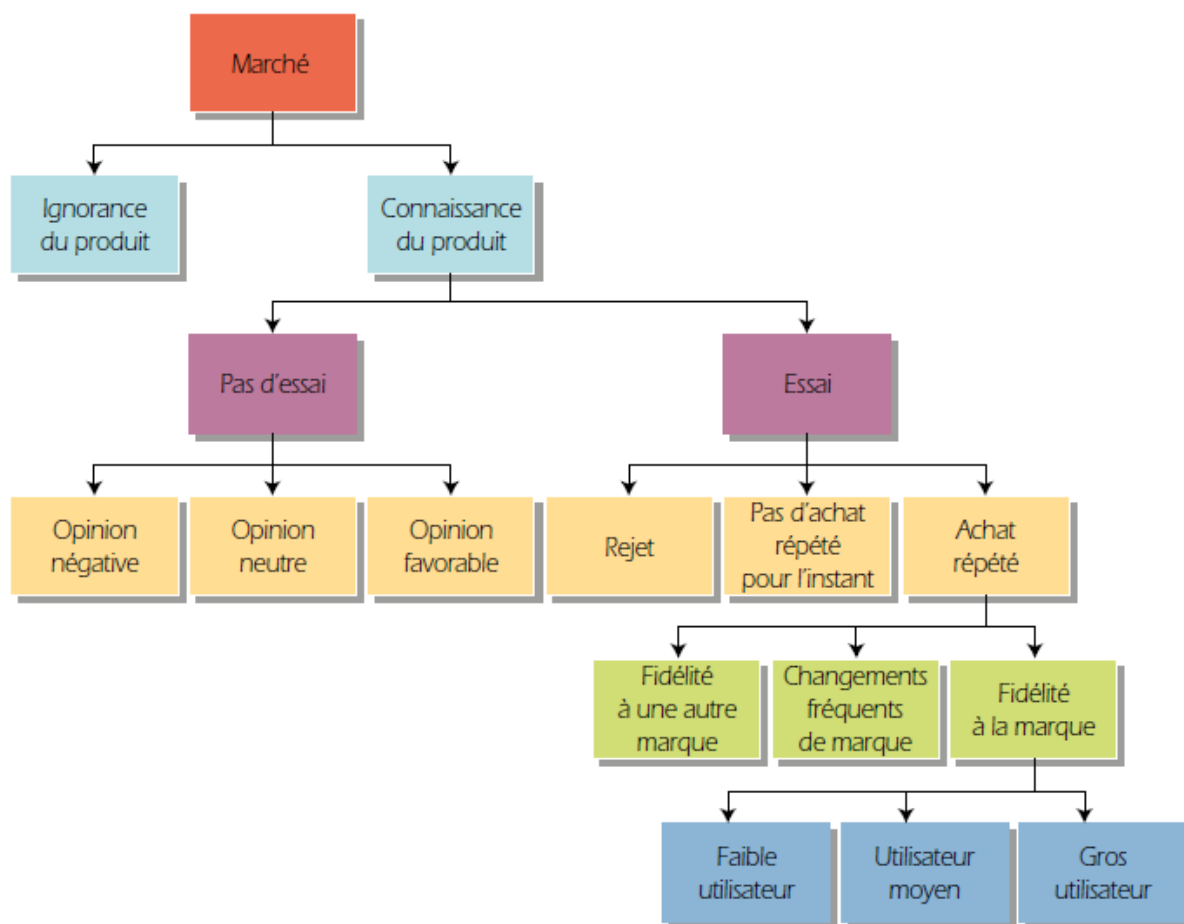 Marché
Ignorance
du produit
Connaissance
du produit
Pas d'essai
Essai
Opinion
négative
Opinion
neutre
Opinion
favorable
Rejet
Pas d'achat
répété
pour l'instant
Achat
répété
Fidélité
à une autre
marque
Changements
fréquents
de marque
Fidélité
à la marque
Faible
utilisateur
Utilisateur
moyen
Gros
utilisateur